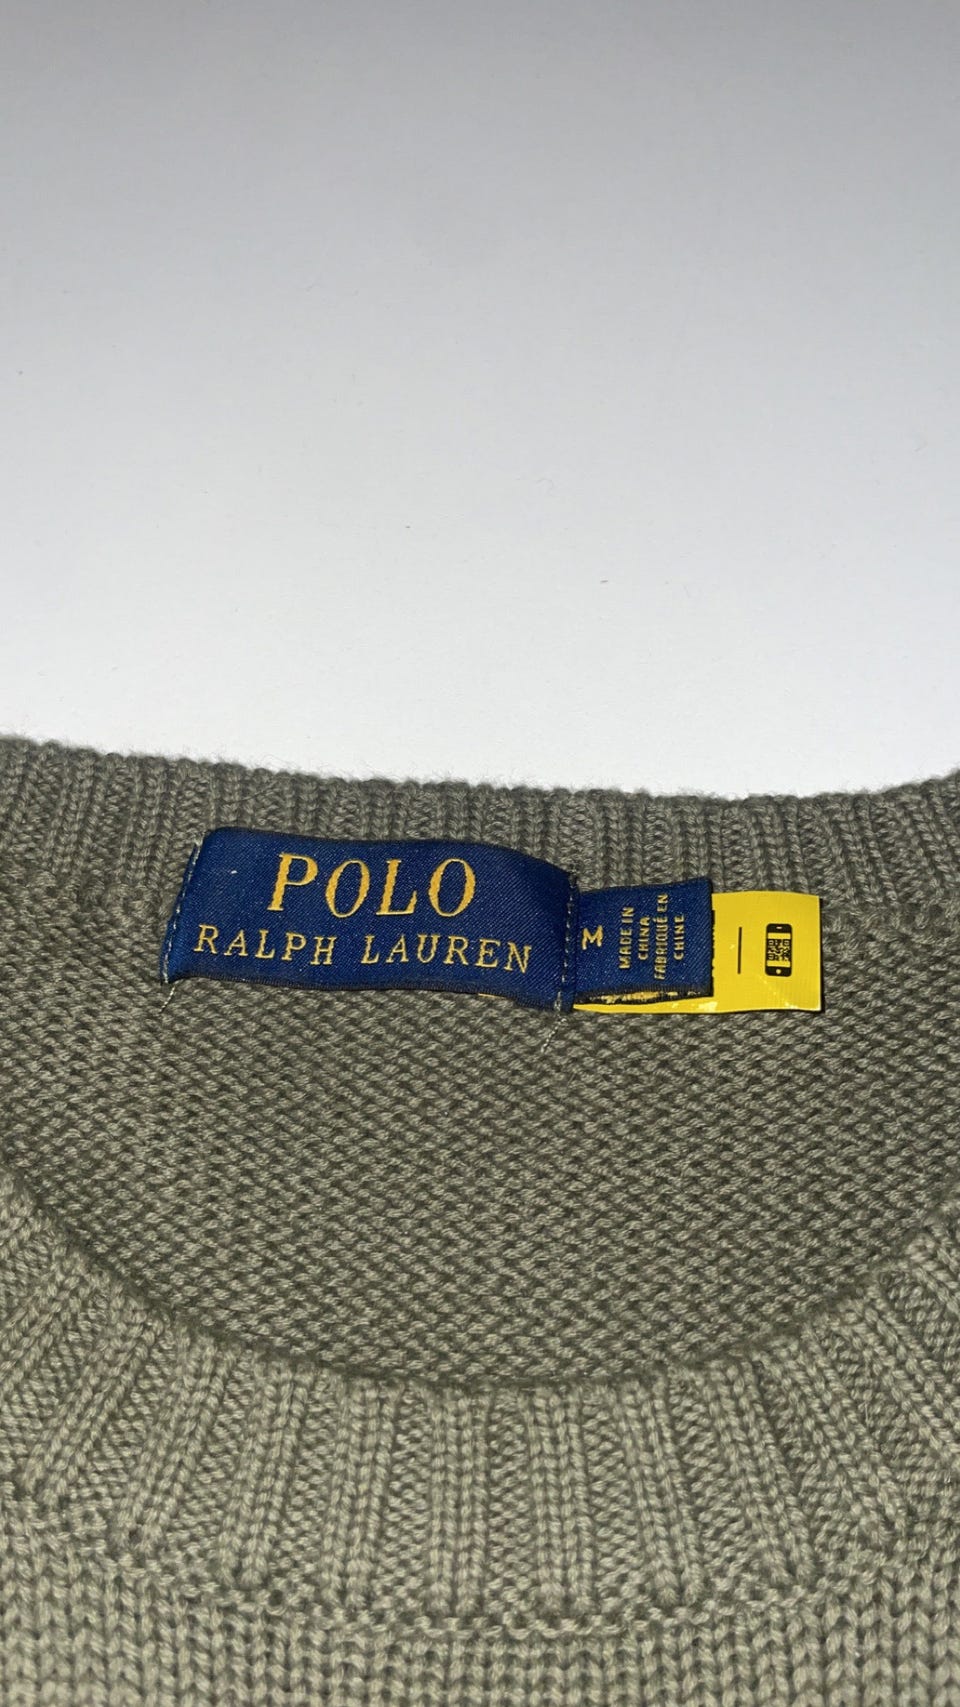 POLO
RALPH LAUREN
M
MADE IN
CHINA
FABRIQUÉ EN
CHINE